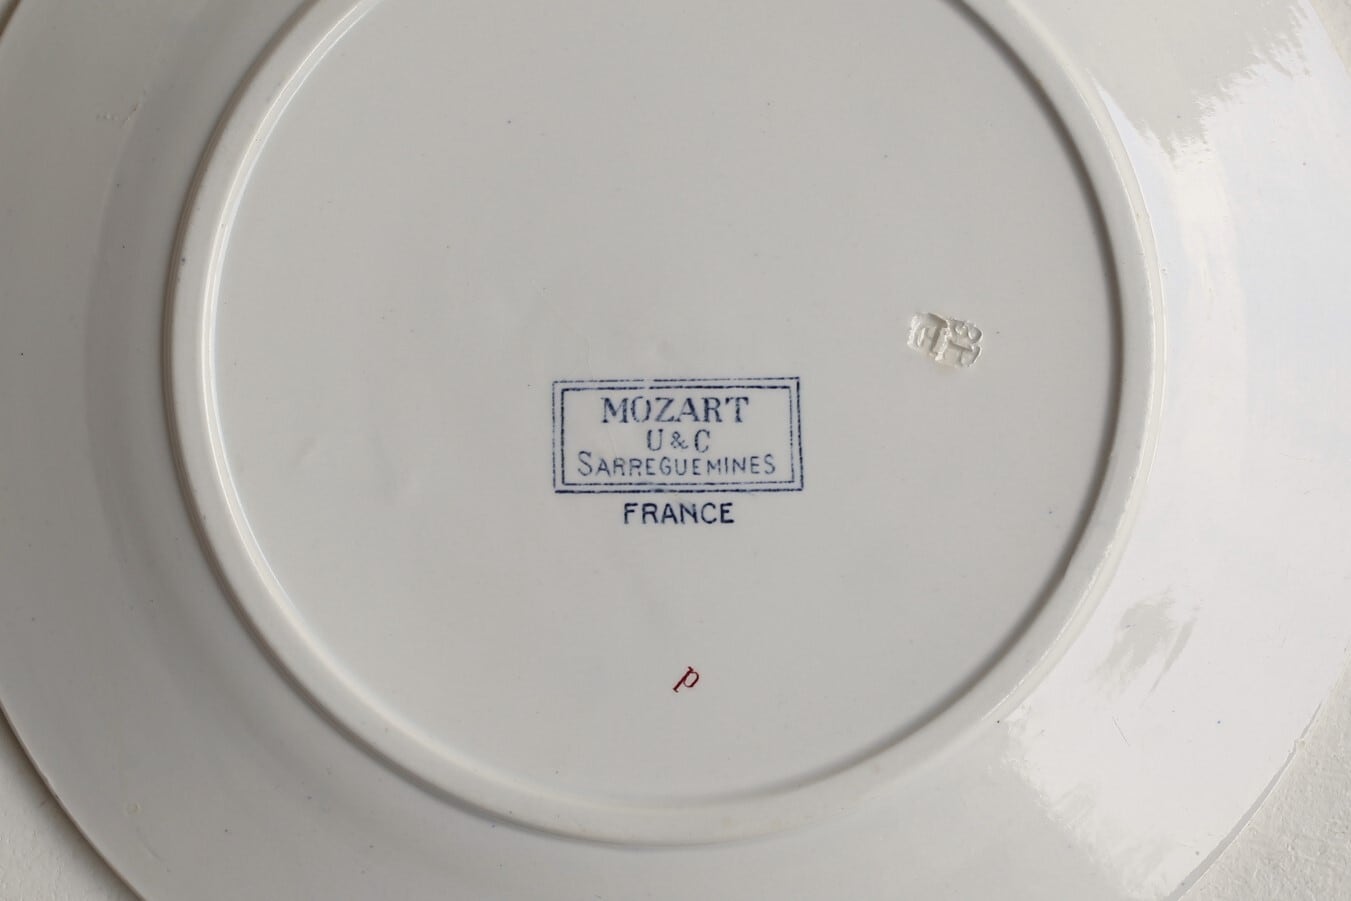 MOZART
U & C
SARREGUEMINES
FRANCE
p